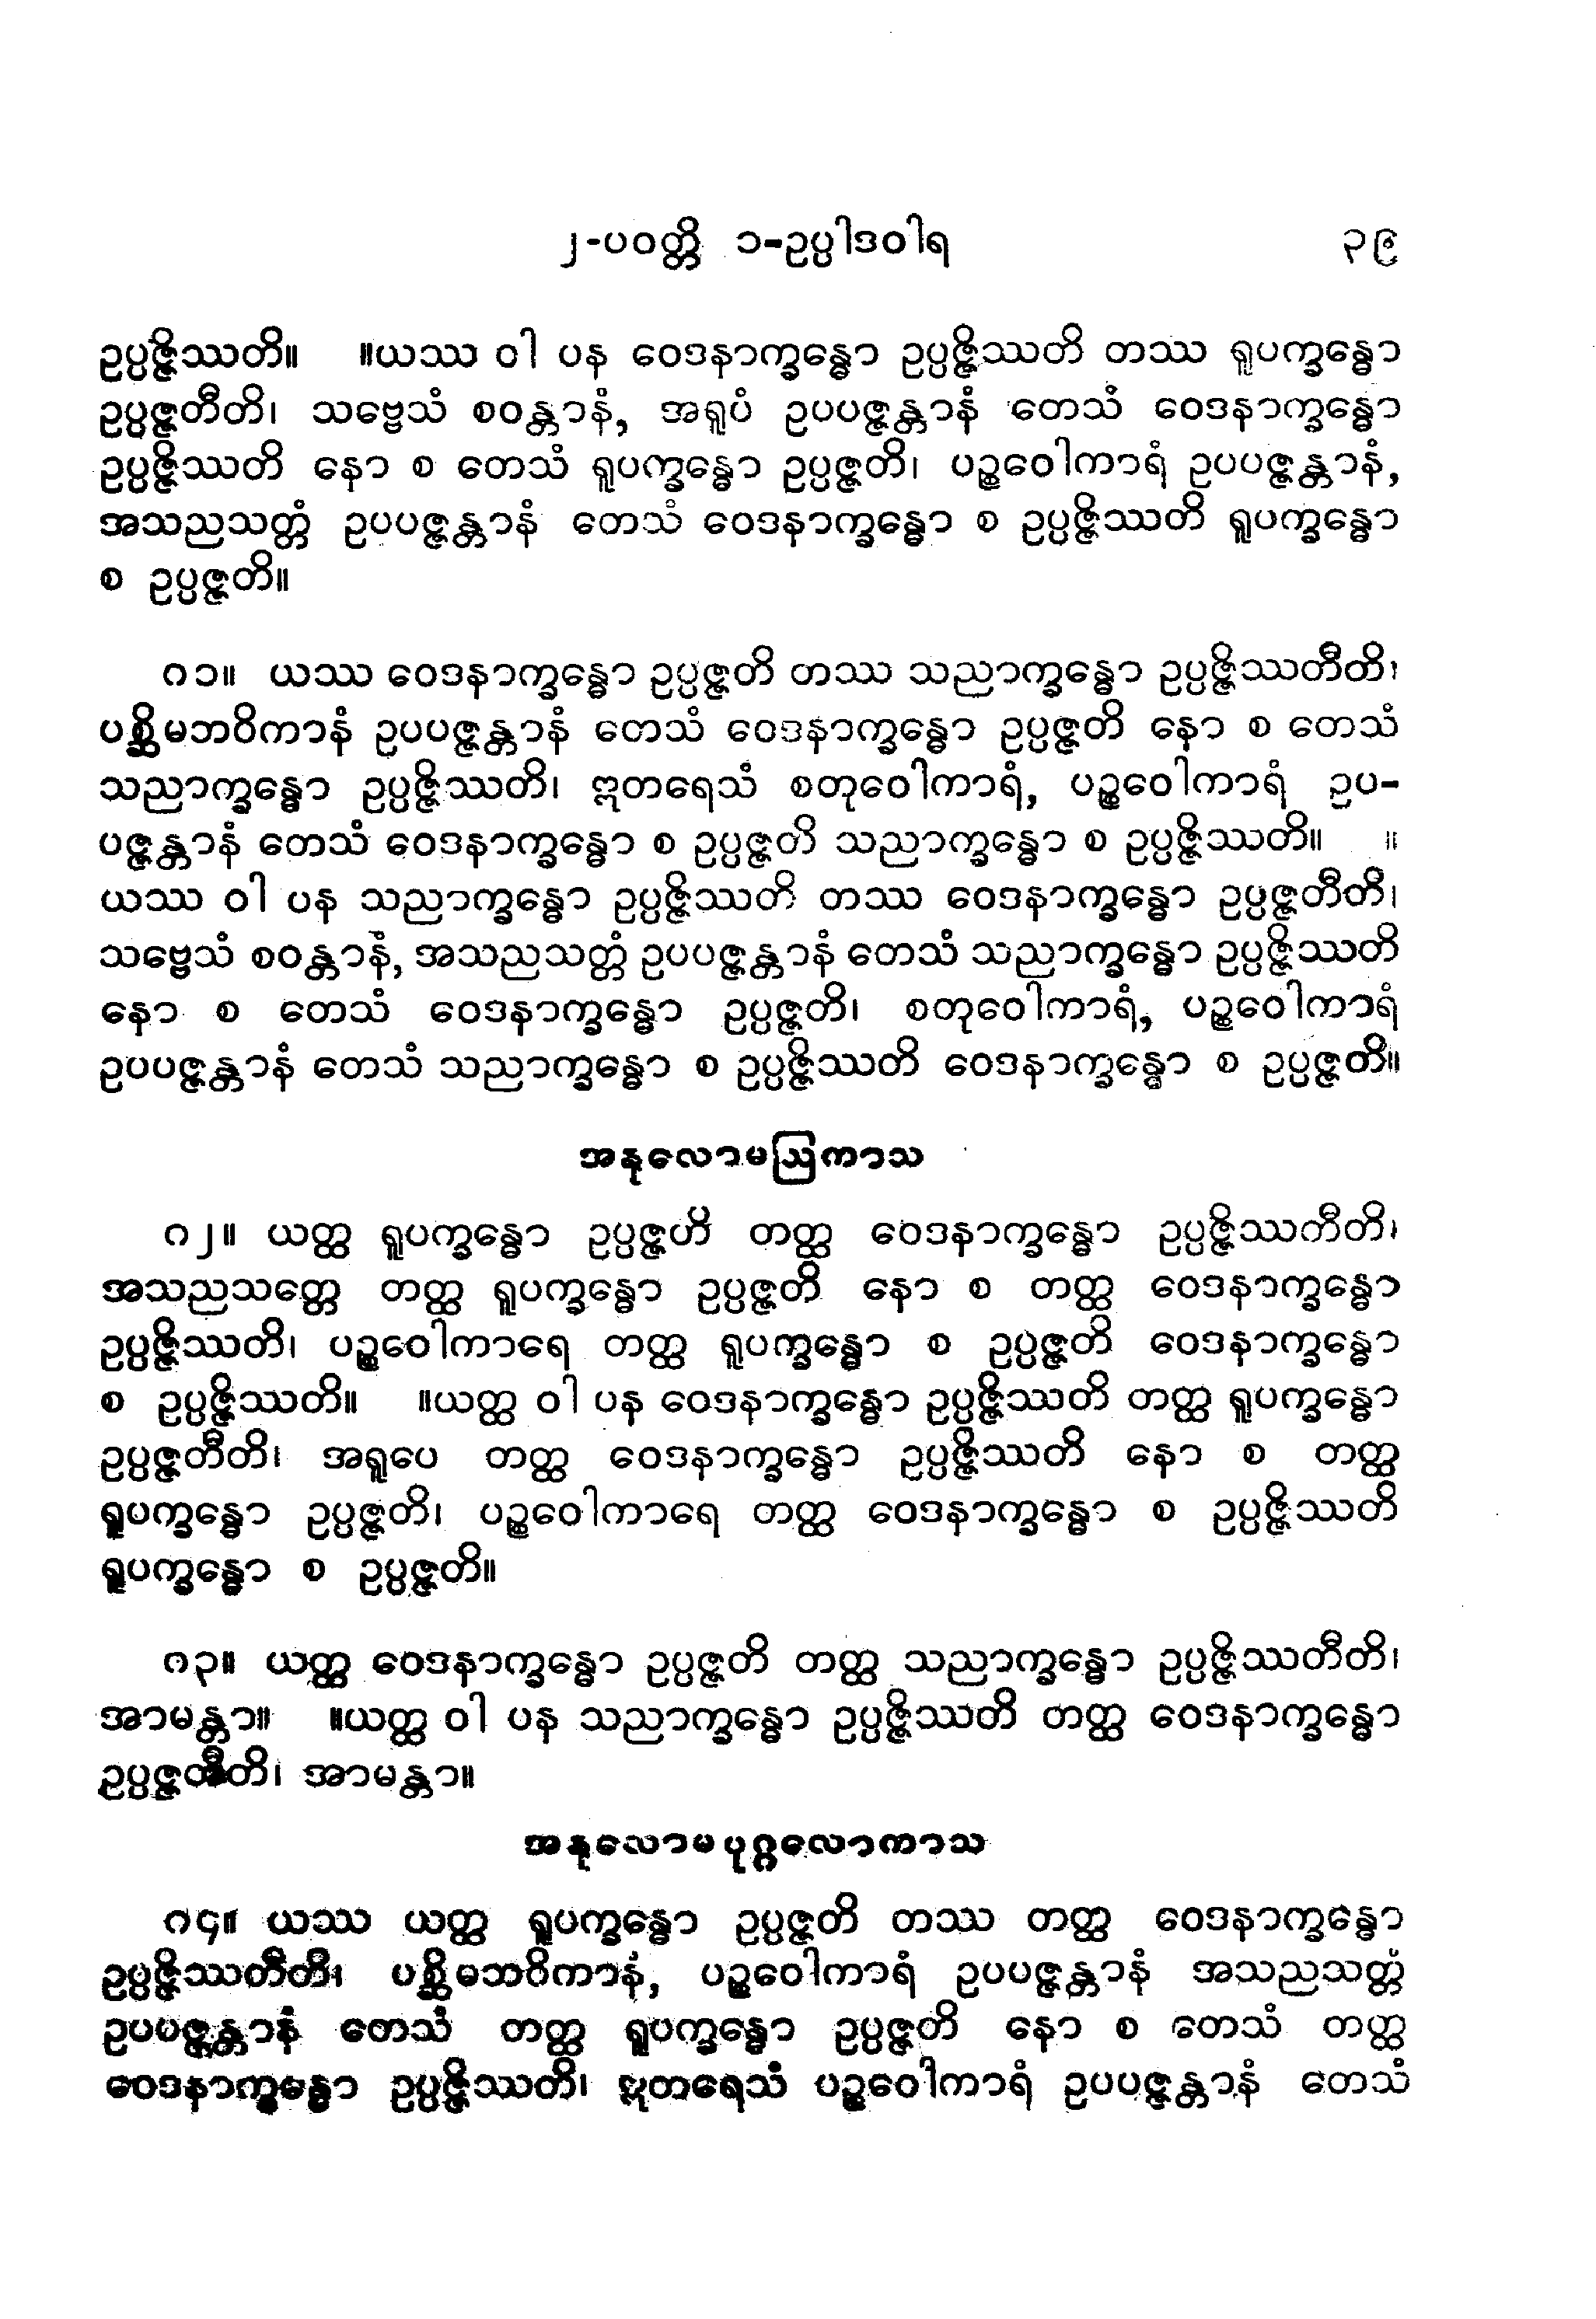 ၂-ပဝတ္တိ ၁-ဥပ္ပါဒဝါရ ၃၉
ဥပ္ပဇ္ဇိဿတိ။ ။ယဿ ဝါ ပန ဝေဒနာက္ခန္ဓော ဥပ္ပဇ္ဇိဿတိ တဿ ရူပက္ခန္ဓော
ဥပ္ပဇ္ဇတီတိ၊ သဗ္ဗေသံ စဝန္တာနံ, အရူပံ ဥပပဇ္ဇန္တာနံ တေသံ ဝေဒနာက္ခန္ဓော
ဥပ္ပဇ္ဇိဿတိ နော စ တေသံ ရူပက္ခန္ဓော ဥပ္ပဇ္ဇတိ၊ ပဉ္စဝေါကာရံ ဥပပဇ္ဇန္တာနံ,
အသညသတ္တံ ဥပပဇ္ဇန္တာနံ တေသံ ဝေဒနာက္ခန္ဓော စ ဥပ္ပဇ္ဇိဿတိ ရူပက္ခန္ဓော
စ ဥပ္ပဇ္ဇတိ။
၈၁။ ယဿ ဝေဒနာက္ခန္ဓော ဥပ္ပဇ္ဇတိ တဿ သညာက္ခန္ဓော ဥပ္ပဇ္ဇိဿတီတိ၊
ပစ္ဆိမဘဝိကာနံ ဥပပဇ္ဇန္တာနံ တေသံ ဝေဒနာက္ခန္ဓော ဥပ္ပဇ္ဇတိ နော စ တေသံ
သညာက္ခန္ဓော ဥပ္ပဇ္ဇိဿတိ၊ ဣတရေသံ စတုဝေါကာရံ, ပဉ္စဝေါကာရံ ဥပ-
ပဇ္ဇန္တာနံ တေသံ ဝေဒနာက္ခန္ဓော စ ဥပ္ပဇ္ဇတိ သညာက္ခန္ဓော စ ဥပ္ပဇ္ဇိဿတိ။ ။
ယဿ ဝါ ပန သညာက္ခန္ဓော ဥပ္ပဇ္ဇိဿတိ တဿ ဝေဒနာက္ခန္ဓော ဥပ္ပဇ္ဇတီတိ၊
သဗ္ဗေသံ စဝန္တာနံ, အသညသတ္တံ ဥပပဇ္ဇန္တာနံ တေသံ သညာက္ခန္ဓော ဥပ္ပဇ္ဇိဿတိ
နော စ တေသံ ဝေဒနာက္ခန္ဓော ဥပ္ပဇ္ဇတိ၊ စတုဝေါကာရံ, ပဉ္စဝေါကာရံ
ဥပပဇ္ဇန္တာနံ တေသံ သညာက္ခန္ဓော စ ဥပ္ပဇ္ဇိဿတိ ဝေဒနာက္ခန္ဓော စ ဥပ္ပဇ္ဇတိ။
အနုလောမဩကာသ
၈၂။ ယတ္ထ ရူပက္ခန္ဓော ဥပ္ပဇ္ဇတိ တတ္ထ ဝေဒနာက္ခန္ဓော ဥပ္ပဇ္ဇိဿတီတိ၊
အသညသတ္တေ တတ္ထ ရူပက္ခန္ဓော ဥပ္ပဇ္ဇတိ နော စ တတ္ထ ဝေဒနာက္ခန္ဓော
ဥပ္ပဇ္ဇိဿတိ၊ ပဉ္စဝေါကာရေ တတ္ထ ရူပက္ခန္ဓော စ ဥပ္ပဇ္ဇတိ ဝေဒနာက္ခန္ဓော
စ ဥပ္ပဇ္ဇိဿတိ။ ။ယတ္ထ ဝါ ပန ဝေဒနာက္ခန္ဓော ဥပ္ပဇ္ဇိဿတိ တတ္ထ ရူပက္ခန္ဓော
ဥပ္ပဇ္ဇတီတိ၊ အရူပေ တတ္ထ ဝေဒနာက္ခန္ဓော ဥပ္ပဇ္ဇိဿတိ နော စ တတ္ထ
ရူပက္ခန္ဓော ဥပ္ပဇ္ဇတိ၊ ပဉ္စဝေါကာရေ တတ္ထ ဝေဒနာက္ခန္ဓော စ ဥပ္ပဇ္ဇိဿတိ
ရူပက္ခန္ဓော စ ဥပ္ပဇ္ဇတိ။
၈၃။ ယတ္ထ ဝေဒနာက္ခန္ဓော ဥပ္ပဇ္ဇတိ တတ္ထ သညာက္ခန္ဓော ဥပ္ပဇ္ဇိဿတီတိ၊
အာမန္တာ။ ။ယတ္ထ ဝါ ပန သညာက္ခန္ဓော ဥပ္ပဇ္ဇိဿတိ တတ္ထ ဝေဒနာက္ခန္ဓော
ဥပ္ပဇ္ဇတီတိ၊ အာမန္တာ။
အနုလောမပုဂ္ဂလောကာသ
၈၄။ ယဿ ယတ္ထ ရူပက္ခန္ဓော ဥပ္ပဇ္ဇတိ တဿ တတ္ထ ဝေဒနာက္ခန္ဓော
ဥပ္ပဇ္ဇိဿတီတိ၊ ပစ္ဆိမဘဝိကာနံ, ပဉ္စဝေါကာရံ ဥပပဇ္ဇန္တာနံ အသညသတ္တံ
ဥပပဇ္ဇန္တာနံ တေသံ တတ္ထ ရူပက္ခန္ဓော ဥပ္ပဇ္ဇတိ နော စ တေသံ တတ္ထ
ဝေဒနာက္ခန္ဓော ဥပ္ပဇ္ဇိဿတိ၊ ဣတရေသံ ပဉ္စဝေါကာရံ ဥပပဇ္ဇန္တာနံ တေသံ